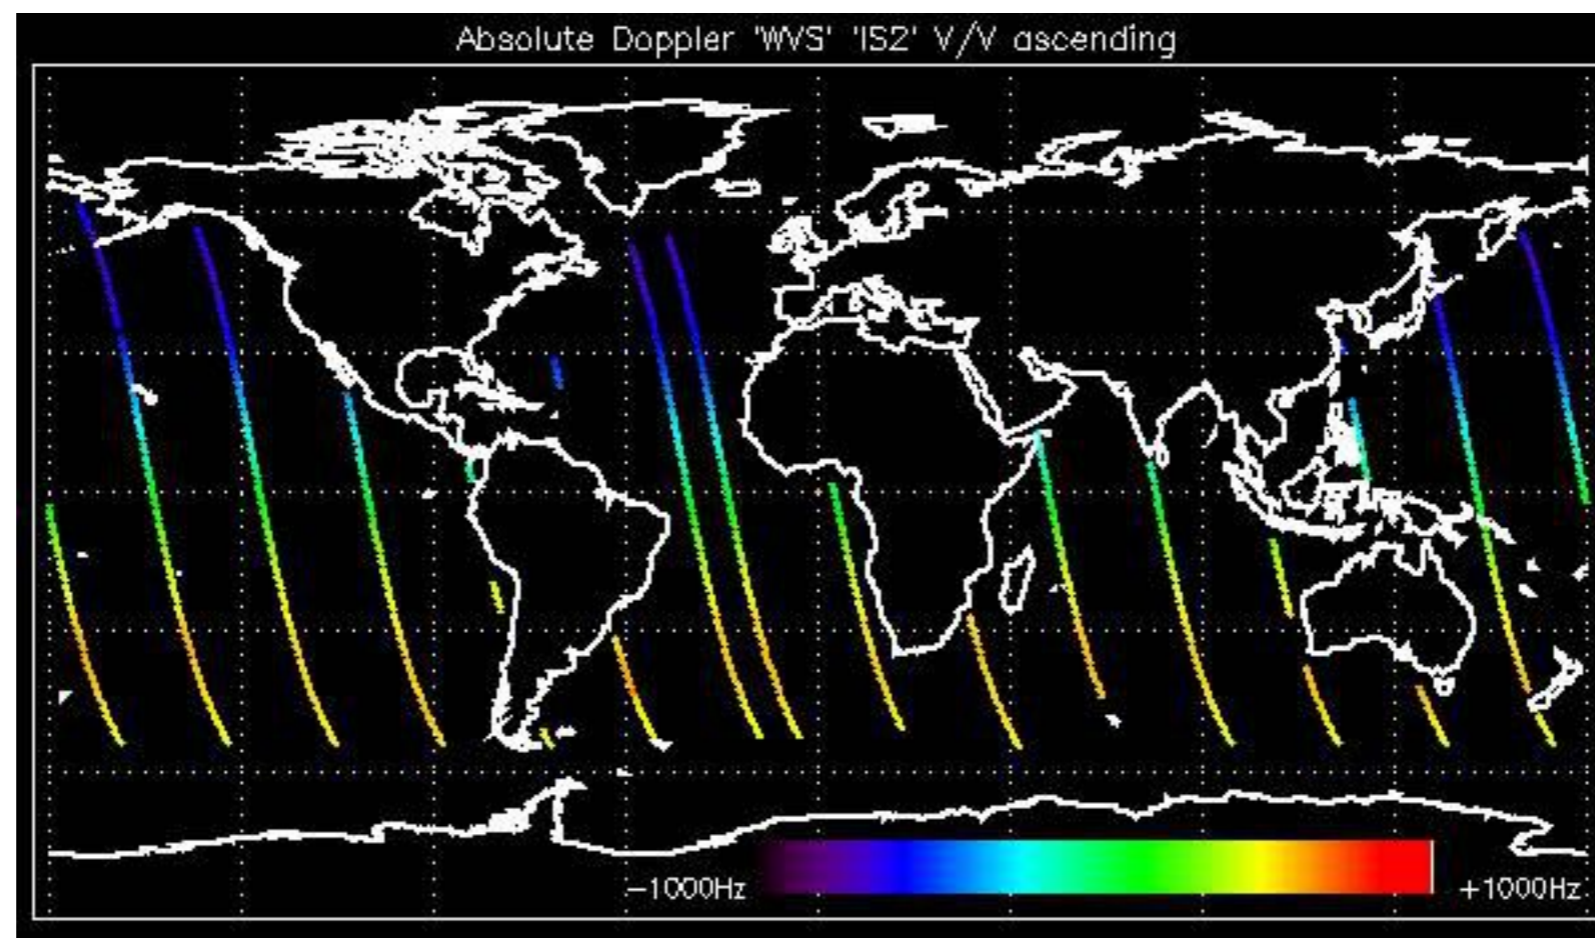 Absolute Doppler 'WVS' 'IS2' V/V ascending
−1000Hz
+1000Hz